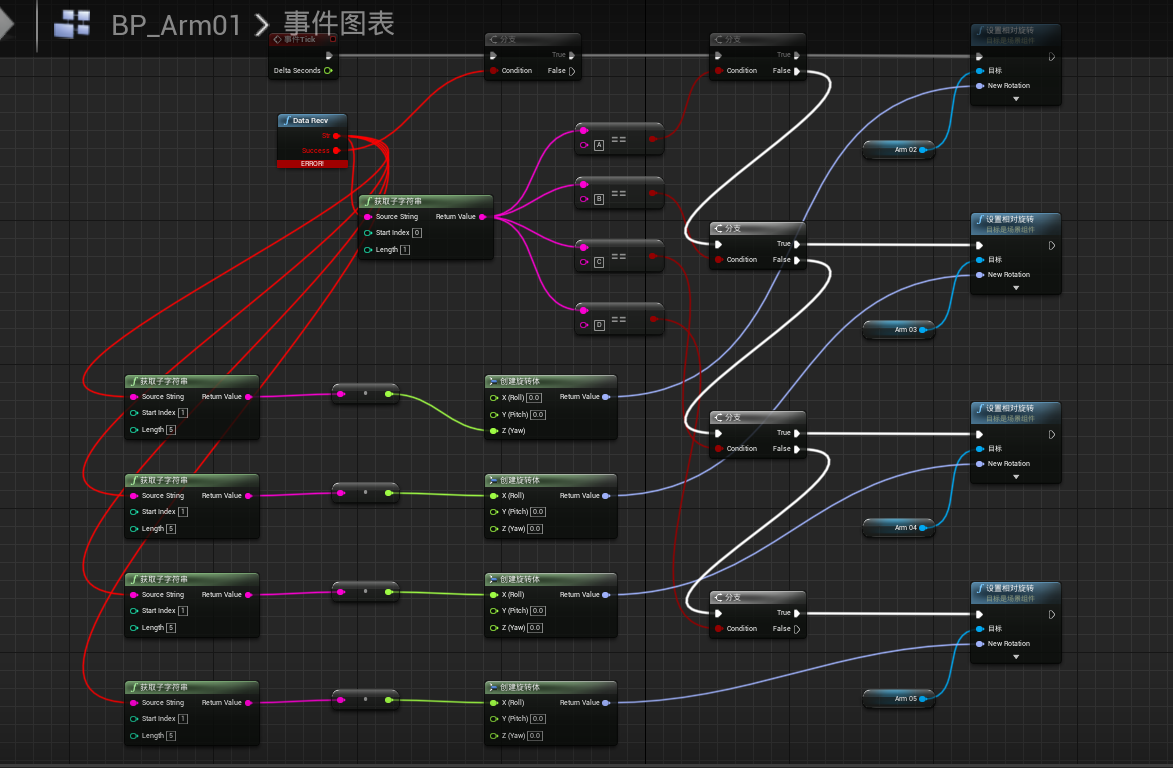 BP_Arm01 > 事件图表
事件Tick
Delta Seconds
分支
True
Condition
False
分支
True
Condition
False
设置相对旋转
目标是场景组件
目标
New Rotation
Arm 02
Data Recv
Str
Success
ERROR!
获取子字符串
Source String
Return Value
Start Index 0
Length 1
==
A
==
B
==
C
==
D
分支
True
Condition
False
设置相对旋转
目标是场景组件
目标
New Rotation
Arm 03
获取子字符串
Source String
Return Value
Start Index 1
Length 5
创建旋转体
X (Roll) 0.0
Return Value
Y (Pitch) 0.0
Z (Yaw)
分支
True
Condition
False
设置相对旋转
目标是场景组件
目标
New Rotation
Arm 04
获取子字符串
Source String
Return Value
Start Index 1
Length 5
创建旋转体
X (Roll)
Return Value
Y (Pitch) 0.0
Z (Yaw) 0.0
获取子字符串
Source String
Return Value
Start Index 1
Length 5
创建旋转体
X (Roll)
Return Value
Y (Pitch) 0.0
Z (Yaw) 0.0
分支
True
Condition
False
设置相对旋转
目标是场景组件
目标
New Rotation
Arm 05
获取子字符串
Source String
Return Value
Start Index 1
Length 5
创建旋转体
X (Roll)
Return Value
Y (Pitch) 0.0
Z (Yaw) 0.0